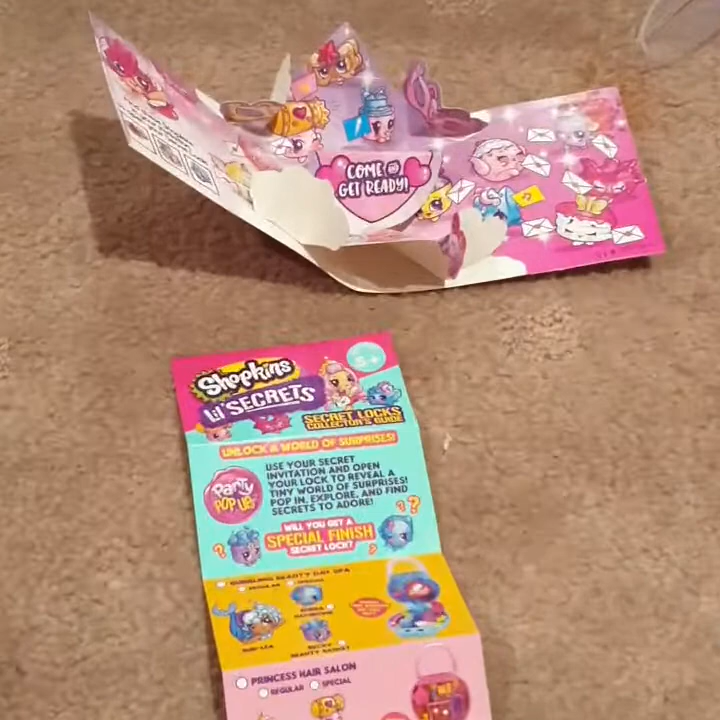 COME &
GET READY!
5+
Shopkins
lil' SECRETS
SECRET LOCKS
COLLECTOR'S GUIDE
UNLOCK A WORLD OF SURPRISES!
Party
POP UPS
USE YOUR SECRET
INVITATION AND OPEN
YOUR LOCK TO REVEAL A
TINY WORLD OF SURPRISES!
POP IN, EXPLORE, AND FIND
SECRETS TO ADORE!
WILL YOU GET A
SPECIAL FINISH
SECRET LOCK?
? ? ? ?
BUBBLING BEAUTY DAY SPA
REGULAR SPECIAL
BECKY
BEAUTY BASKET
PRINCESS HAIR SALON
REGULAR SPECIAL